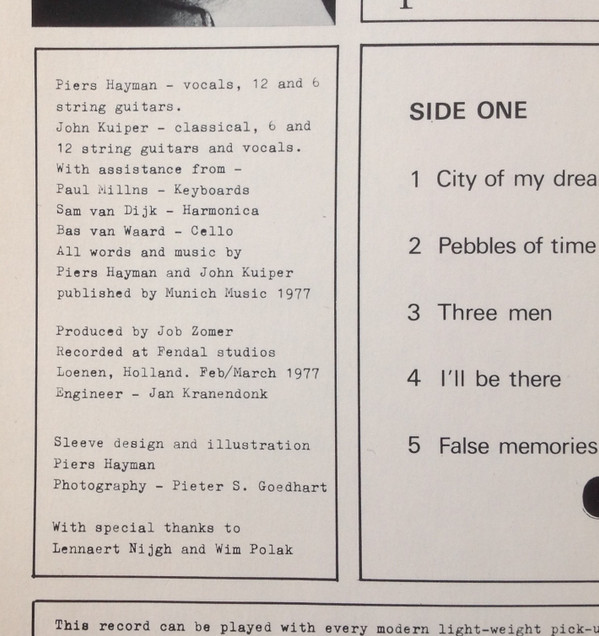 Piers Hayman - vocals, 12 and 6
string guitars.
John Kuiper - classical, 6 and
12 string guitars and vocals.
With assistance from -
Paul Millns - Keyboards
Sam van Dijk - Harmonica
Bas van Waard - Cello
All words and music by
Piers Hayman and John Kuiper
published by Munich Music 1977
Produced by Job Zomer
Recorded at Fendal studios
Loenen, Holland. Feb/March 1977
Engineer - Jan Kranendonk
Sleeve design and illustration
Piers Hayman
Photography - Pieter S. Goedhart
With special thanks to
Lennaert Nijgh and Wim Polak
SIDE ONE
1 City of my drea
2 Pebbles of time
3 Three men
4 I'll be there
5 False memories
This record can be played with every modern light-weight pick-u